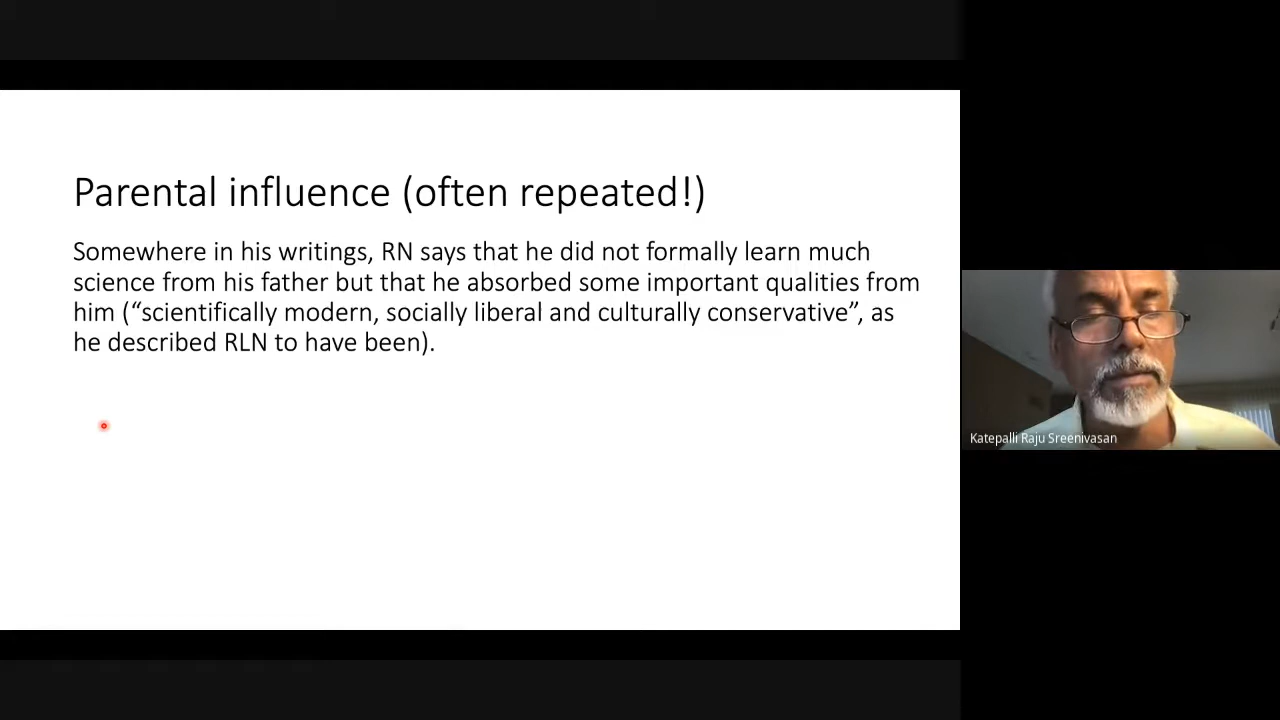 Parental influence (often repeated!)
Somewhere in his writings, RN says that he did not formally learn much
science from his father but that he absorbed some important qualities from
him (“scientifically modern, socially liberal and culturally conservative”, as
he described RLN to have been).
Katepalli Raju Sreenivasan